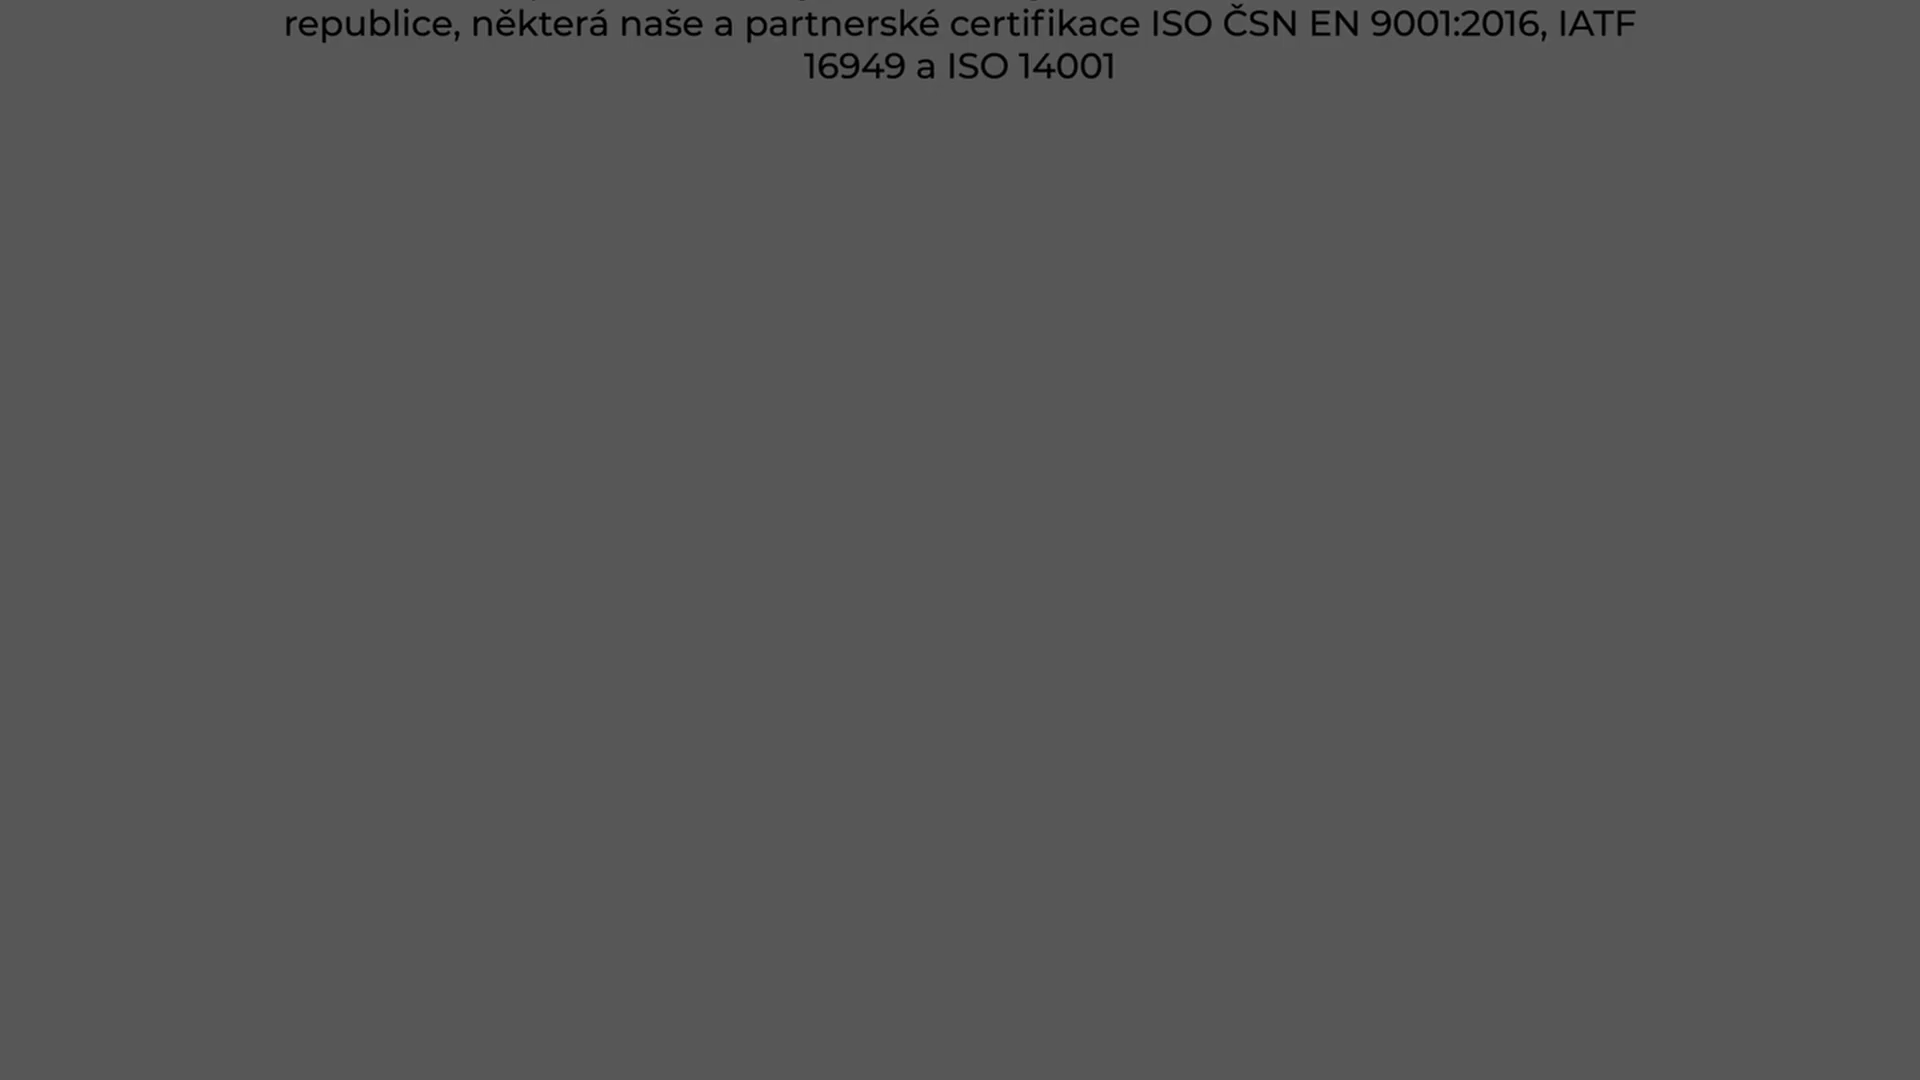 republice, některá naše a partnerské certifikace ISO ČSN EN 9001:2016, IATF
16949 a ISO 14001